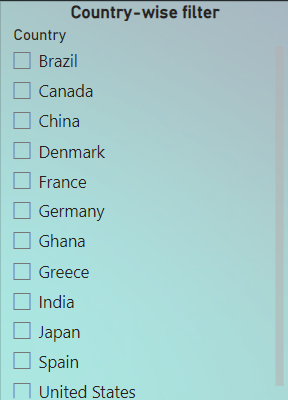 Country-wise filter
Country
Brazil
Canada
China
Denmark
France
Germany
Ghana
Greece
India
Japan
Spain
United States